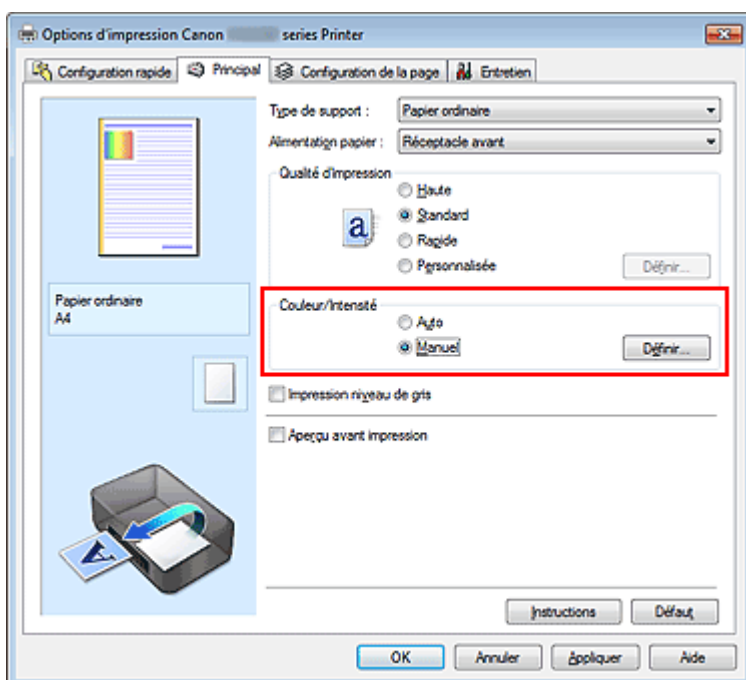 Options d'impression Canon series Printer
Configuration rapide Principal Configuration de la page Entretien
Type de support : Papier ordinaire
Alimentation papier : Réceptacle avant
Qualité d'impression
Haute
Standard
Rapide
Personnalisée Définir...
Papier ordinaire
A4
Couleur/Intensité
Auto
Manuel Définir...
Impression niveau de gris
Aperçu avant impression
Instructions Défaut
OK Annuler Appliquer Aide